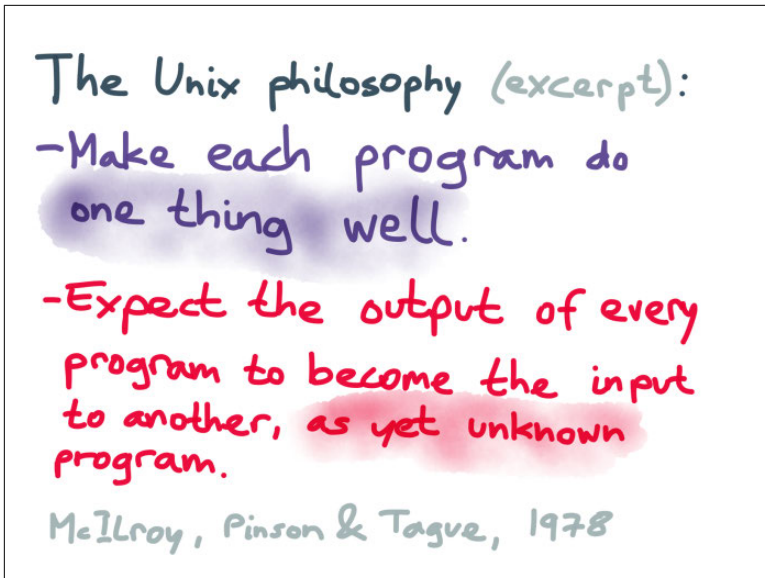 The Unix philosophy (excerpt):
-Make each program do
one thing well.
-Expect the output of every
program to become the input
to another, as yet unknown
program.
McIlroy, Pinson & Tague, 1978